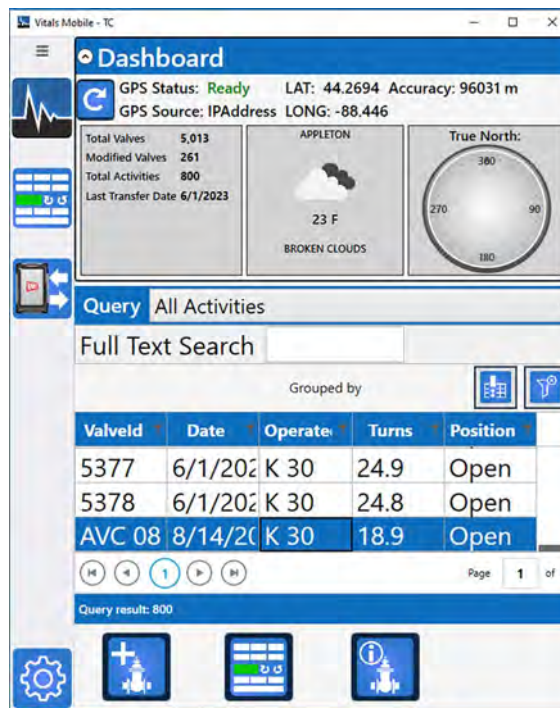 Vitals Mobile - TC
Dashboard
GPS Status: Ready LAT: 44.2694 Accuracy: 96031 m
GPS Source: IPAddress LONG: -88.446
Total Valves 5,013
Modified Valves 261
Total Activities 800
Last Transfer Date 6/1/2023
APPLETON
23 F
BROKEN CLOUDS
True North:
360
270 90
180
Query All Activities
Full Text Search
Grouped by
ValveId Date Operate Turns Position
5377 6/1/202 K 30 24.9 Open
5378 6/1/202 K 30 24.8 Open
AVC 08 8/14/20 K 30 18.9 Open
1 Page 1 of
Query result: 800